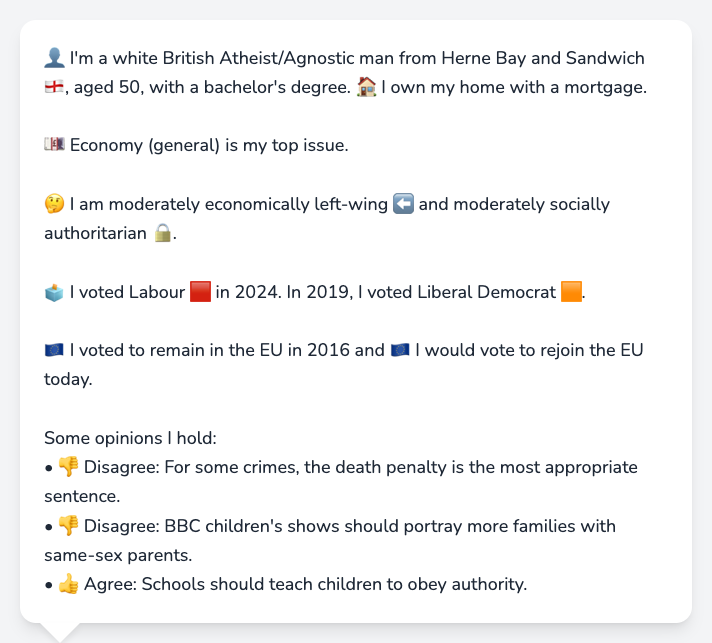 👤 I'm a white British Atheist/Agnostic man from Herne Bay and Sandwich
🏴󠁧󠁢󠁥󠁮󠁧󠁿, aged 50, with a bachelor's degree. 🏠 I own my home with a mortgage.
💷 Economy (general) is my top issue.
🤔 I am moderately economically left-wing ⬅️ and moderately socially
authoritarian 🔒.
🗳️ I voted Labour 🟥 in 2024. In 2019, I voted Liberal Democrat 🟧.
🇪🇺 I voted to remain in the EU in 2016 and 🇪🇺 I would vote to rejoin the EU
today.
Some opinions I hold:
• 👎 Disagree: For some crimes, the death penalty is the most appropriate
sentence.
• 👎 Disagree: BBC children's shows should portray more families with
same-sex parents.
• 👍 Agree: Schools should teach children to obey authority.